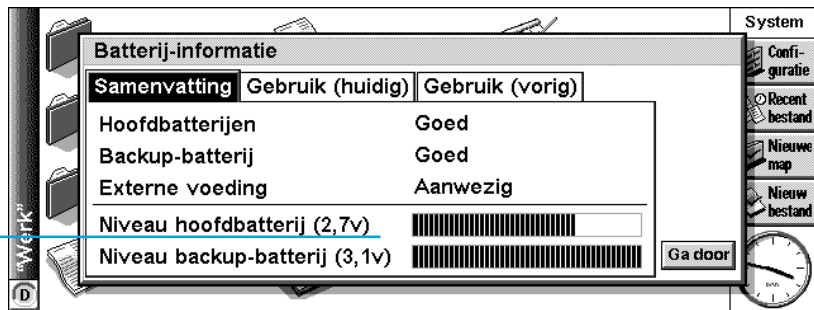 System
Batterij-informatie
Samenvatting Gebruik (huidig) Gebruik (vorig)
Hoofdbatterijen Goed
Backup-batterij Goed
Externe voeding Aanwezig
Niveau hoofdbatterij (2,7v)
Niveau backup-batterij (3,1v)
Ga door
Confi-
guratie
Recent
bestand
Nieuwe
map
Nieuw
bestand
"Werk"
D